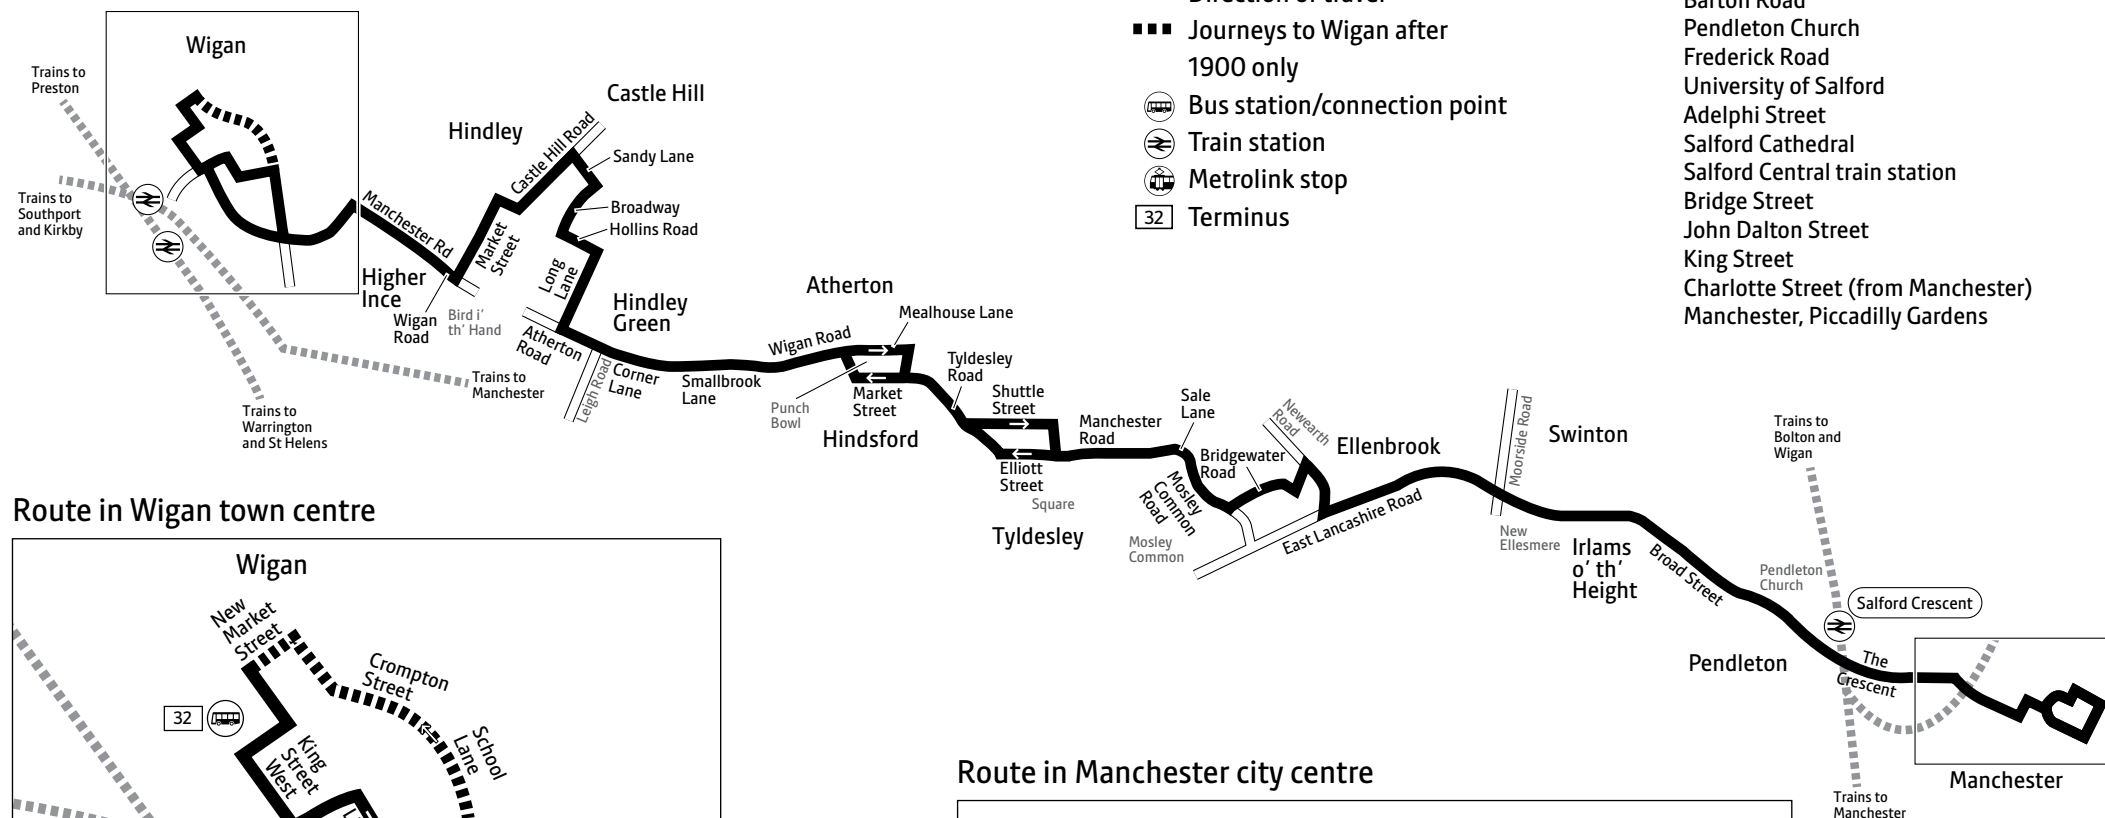 Wigan
Trains to
Preston
Trains to
Southport
and Kirkby
Manchester Rd
Higher
Ince
Wigan
Road
Bird i'
th' Hand
Hindley
Market
Street
Castle Hill Road
Castle Hill
Sandy Lane
Broadway
Hollins Road
Long
Lane
Hindley
Green
Atherton
Road
Leigh Road
Corner
Lane
Smallbrook
Lane
Trains to
Manchester
Trains to
Warrington
and St Helens
Atherton
Wigan Road
Mealhouse Lane
Punch
Bowl
Market
Street
Hindsford
Tyldesley
Road
Shuttle
Street
Elliott
Street
Square
Tyldesley
Manchester
Road
Sale
Lane
Mosley
Common
Road
Mosley
Common
Bridgewater
Road
Newearth
Road
Ellenbrook
East Lancashire Road
Moorside Road
Swinton
New
Ellesmere
Irlams
o' th'
Height
Broad Street
Pendleton
Church
Trains to
Bolton and
Wigan
Salford Crescent
Pendleton
The
Crescent
Manchester
Trains to
Manchester
Direction of travel
Journeys to Wigan after
1900 only
Bus station/connection point
Train station
Metrolink stop
32 Terminus
Barton Road
Pendleton Church
Frederick Road
University of Salford
Adelphi Street
Salford Cathedral
Salford Central train station
Bridge Street
John Dalton Street
King Street
Charlotte Street (from Manchester)
Manchester, Piccadilly Gardens
Route in Wigan town centre
Wigan
New
Market
Street
Crompton
Street
School
Lane
32
King
Street
West
Route in Manchester city centre